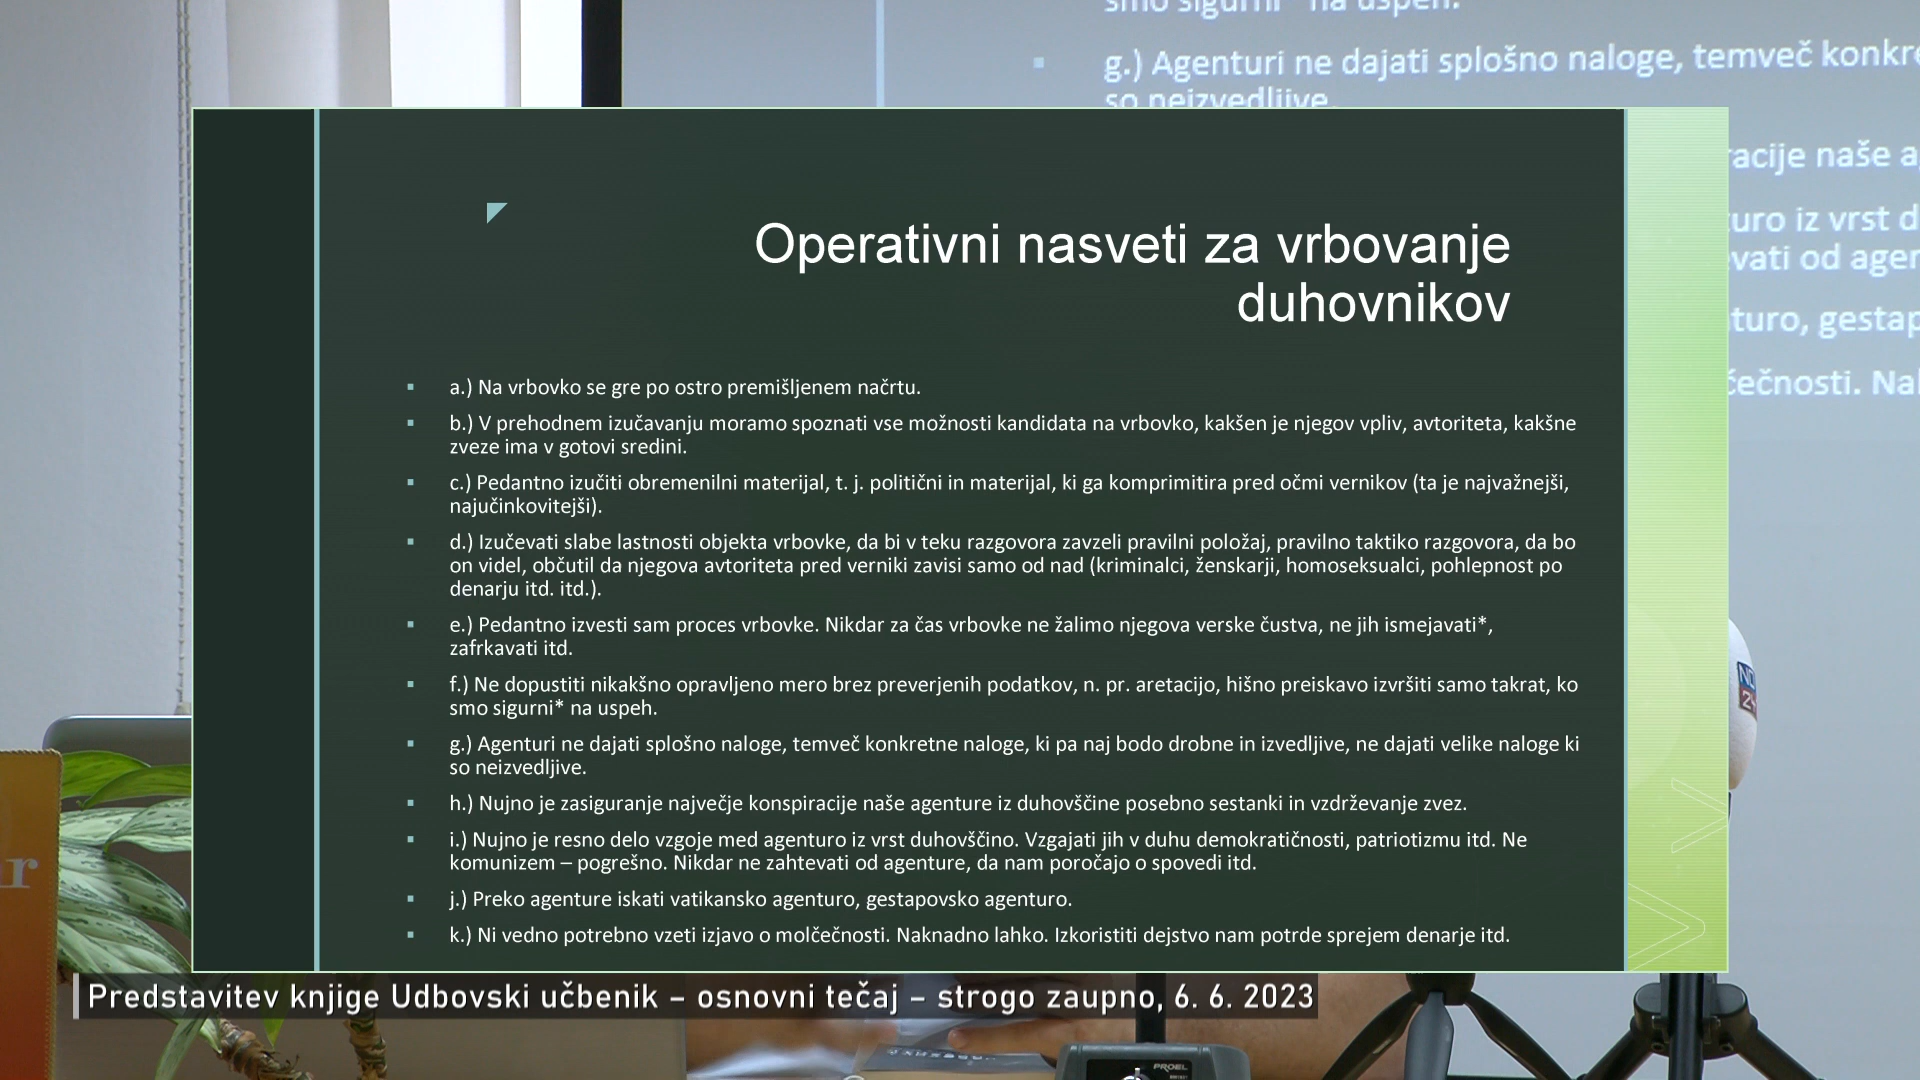 smo sigurni* na uspeh.
g.) Agenturi ne dajati splošno naloge, temveč
so neizvedljive.
Operativni nasveti za vrbovanje
duhovnikov
a.) Na vrbovko se gre po ostro premišljenem načrtu.
b.) V prehodnem izučavanju moramo spoznati vse možnosti kandidata na vrbovko, kakšen je njegov vpliv, avtoriteta, kakšne
zveze ima v gotovi sredini.
c.) Pedantno izučiti obremenilni materijal, t. j. politični in materijal, ki ga komprimitira pred očmi vernikov (ta je najvažnejši,
najučinkovitejši).
d.) Izučevati slabe lastnosti objekta vrbovke, da bi v teku razgovora zavzeli pravilni položaj, pravilno taktiko razgovora, da bo
on videl, občutil da njegova avtoriteta pred verniki zavisi samo od nad (kriminalci, ženskarji, homoseksualci, pohlepnost po
denarju itd. itd.).
e.) Pedantno izvesti sam proces vrbovke. Nikdar za čas vrbovke ne žalimo njegova verske čustva, ne jih ismejavati*,
zafrkavati itd.
f.) Ne dopustiti nikakšno opravljeno mero brez preverjenih podatkov, n. pr. aretacijo, hišno preiskavo izvršiti samo takrat, ko
smo sigurni* na uspeh.
g.) Agenturi ne dajati splošno naloge, temveč konkretne naloge, ki pa naj bodo drobne in izvedljive, ne dajati velike naloge ki
so neizvedljive.
h.) Nujno je zasiguranje največje konspiracije naše agenture iz duhovščine posebno sestanki in vzdrževanje zvez.
i.) Nujno je resno delo vzgoje med agenturo iz vrst duhovščino. Vzgajati jih v duhu demokratičnosti, patriotizmu itd. Ne
komunizem – pogrešno. Nikdar ne zahtevati od agenture, da nam poročajo o spovedi itd.
j.) Preko agenture iskati vatikansko agenturo, gestapovsko agenturo.
k.) Ni vedno potrebno vzeti izjavo o molčečnosti. Naknadno lahko. Izkoristiti dejstvo nam potrde sprejem denarje itd.
naše
iz vrst
od
Predstavitev knjige Udbovski učbenik – osnovni tečaj – strogo zaupno, 6. 6. 2023
PROEL